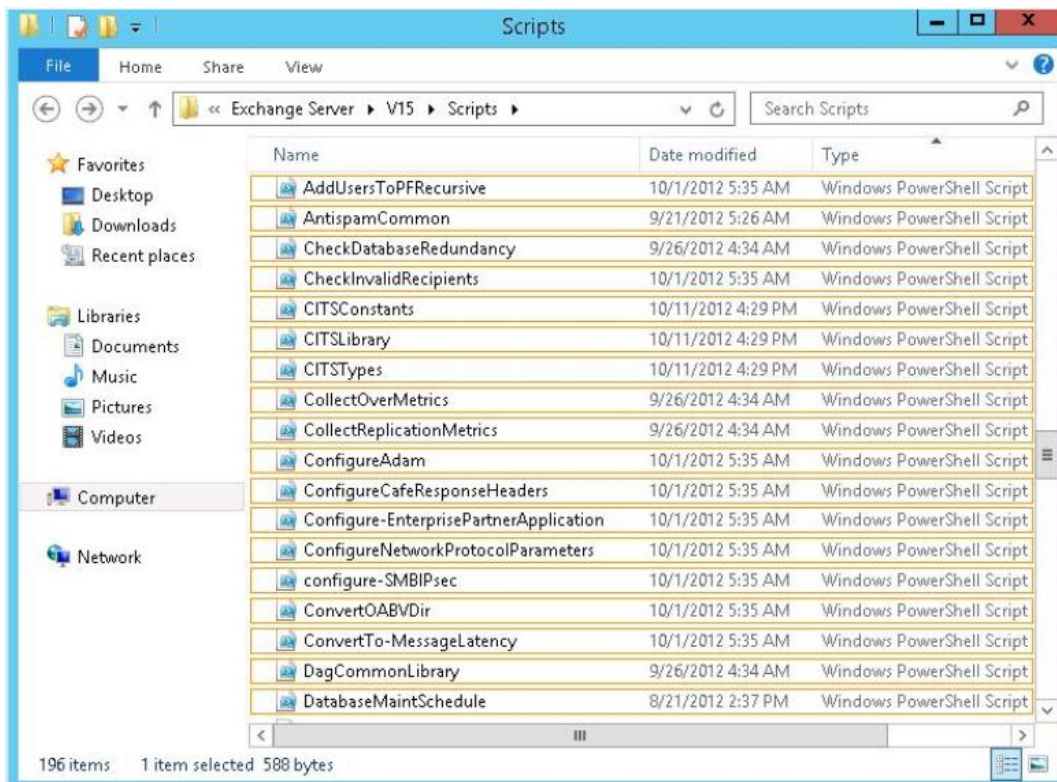 Scripts
File Home Share View
« Exchange Server ▸ V15 ▸ Scripts ▸ Search Scripts
Favorites
Desktop
Downloads
Recent places
Libraries
Documents
Music
Pictures
Videos
Computer
Network
Name Date modified Type
AddUsersToPFRecursive 10/1/2012 5:35 AM Windows PowerShell Script
AntispamCommon 9/21/2012 5:26 AM Windows PowerShell Script
CheckDatabaseRedundancy 9/26/2012 4:34 AM Windows PowerShell Script
CheckInvalidRecipients 10/1/2012 5:35 AM Windows PowerShell Script
CITSConstants 10/11/2012 4:29 PM Windows PowerShell Script
CITSLibrary 10/11/2012 4:29 PM Windows PowerShell Script
CITSTypes 10/11/2012 4:29 PM Windows PowerShell Script
CollectOverMetrics 9/26/2012 4:34 AM Windows PowerShell Script
CollectReplicationMetrics 9/26/2012 4:34 AM Windows PowerShell Script
ConfigureAdam 10/1/2012 5:35 AM Windows PowerShell Script
ConfigureCafeResponseHeaders 10/1/2012 5:35 AM Windows PowerShell Script
Configure-EnterprisePartnerApplication 10/1/2012 5:35 AM Windows PowerShell Script
ConfigureNetworkProtocolParameters 10/1/2012 5:35 AM Windows PowerShell Script
configure-SMBIPsec 10/1/2012 5:35 AM Windows PowerShell Script
ConvertOABVDir 10/1/2012 5:35 AM Windows PowerShell Script
ConvertTo-MessageLatency 10/1/2012 5:35 AM Windows PowerShell Script
DagCommonLibrary 9/26/2012 4:34 AM Windows PowerShell Script
DatabaseMaintSchedule 8/21/2012 2:37 PM Windows PowerShell Script
196 items 1 item selected 588 bytes